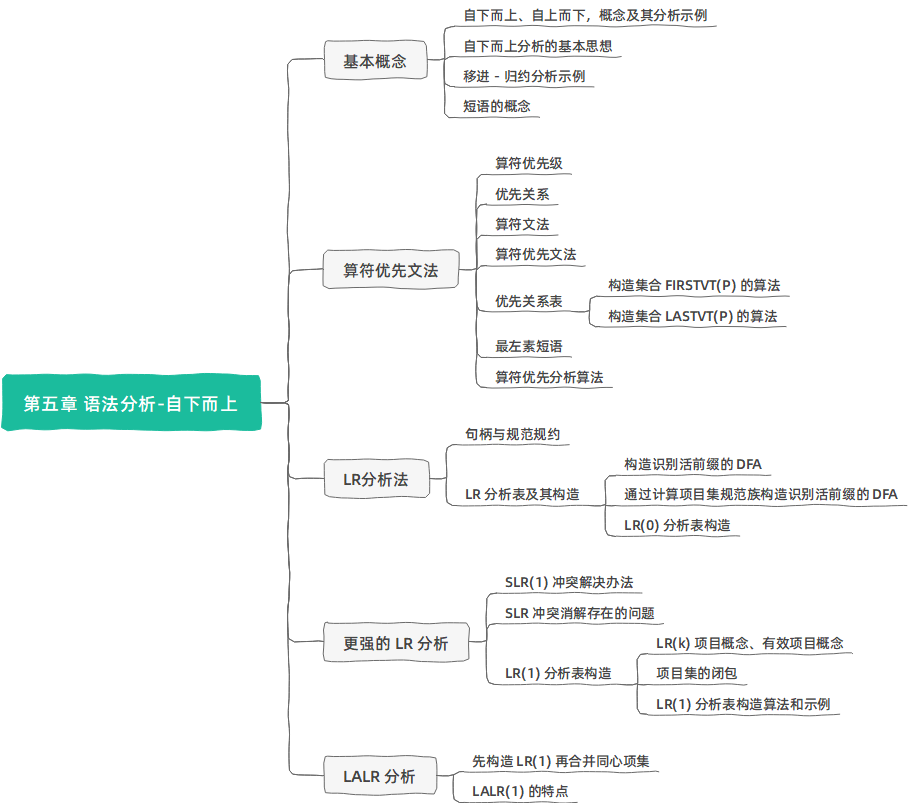 第五章 语法分析-自下而上
基本概念
自下而上、自上而下，概念及其分析示例
自下而上分析的基本思想
移进 - 归约分析示例
短语的概念
算符优先文法
算符优先级
优先关系
算符文法
算符优先文法
优先关系表
构造集合 FIRSTVT(P) 的算法
构造集合 LASTVT(P) 的算法
最左素短语
算符优先分析算法
LR分析法
句柄与规范规约
LR 分析表及其构造
构造识别活前缀的 DFA
通过计算项目集规范族构造识别活前缀的 DFA
LR(0) 分析表构造
更强的 LR 分析
SLR(1) 冲突解决办法
SLR 冲突消解存在的问题
LR(1) 分析表构造
LR(k) 项目概念、有效项目概念
项目集的闭包
LR(1) 分析表构造算法和示例
LALR 分析
先构造 LR(1) 再合并同心项集
LALR(1) 的特点